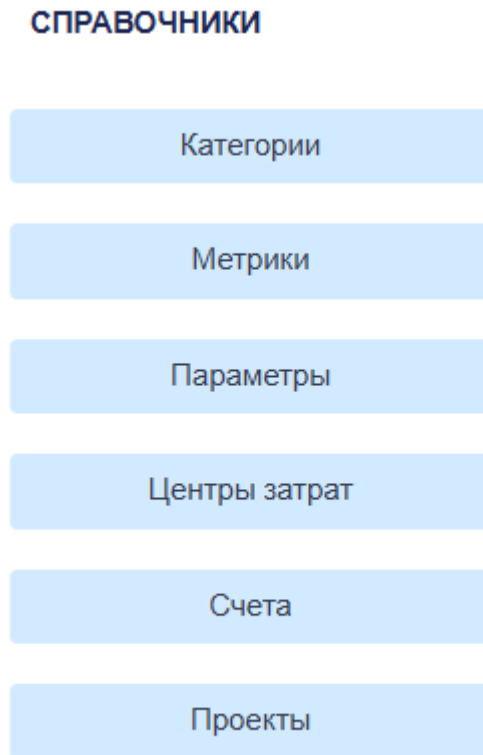 СПРАВОЧНИКИ
Категории
Метрики
Параметры
Центры затрат
Счета
Проекты